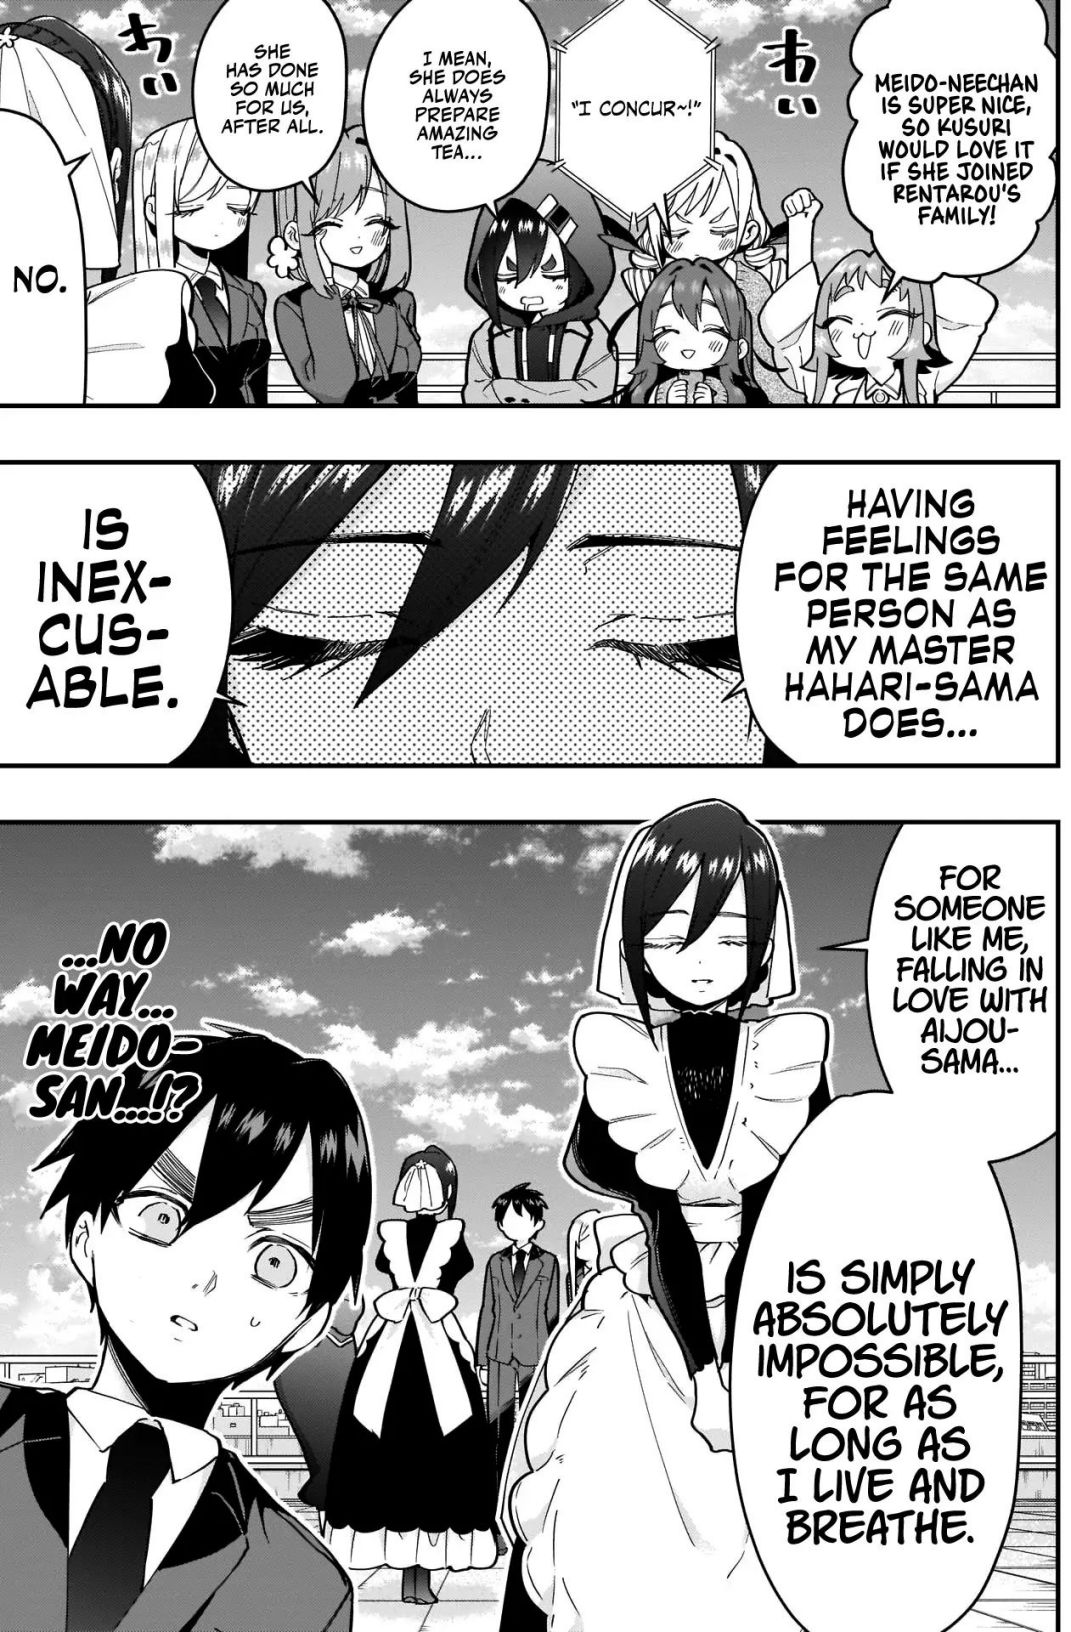 MEIDO-NEECHAN
IS SUPER NICE,
SO KUSURI
WOULD LOVE IT
IF SHE JOINED
RENTAROU'S
FAMILY!
わい
"I CONCUR~!"
I MEAN,
SHE DOES
ALWAYS
PREPARE
AMAZING
TEA...
SHE
HAS DONE
SO MUCH
FOR US,
AFTER ALL.
わい
NO.
HAVING
FEELINGS
FOR THE SAME
PERSON AS
MY MASTER
HAHARI-SAMA
DOES...
IS
INEX-
CUS-
ABLE.
FOR
SOMEONE
LIKE ME,
FALLING IN
LOVE WITH
AIJOU-
SAMA...
IS SIMPLY
ABSOLUTELY
IMPOSSIBLE,
FOR AS
LONG AS
I LIVE AND
BREATHE.
...NO
WAY...
MEIDO-
SAN...!?